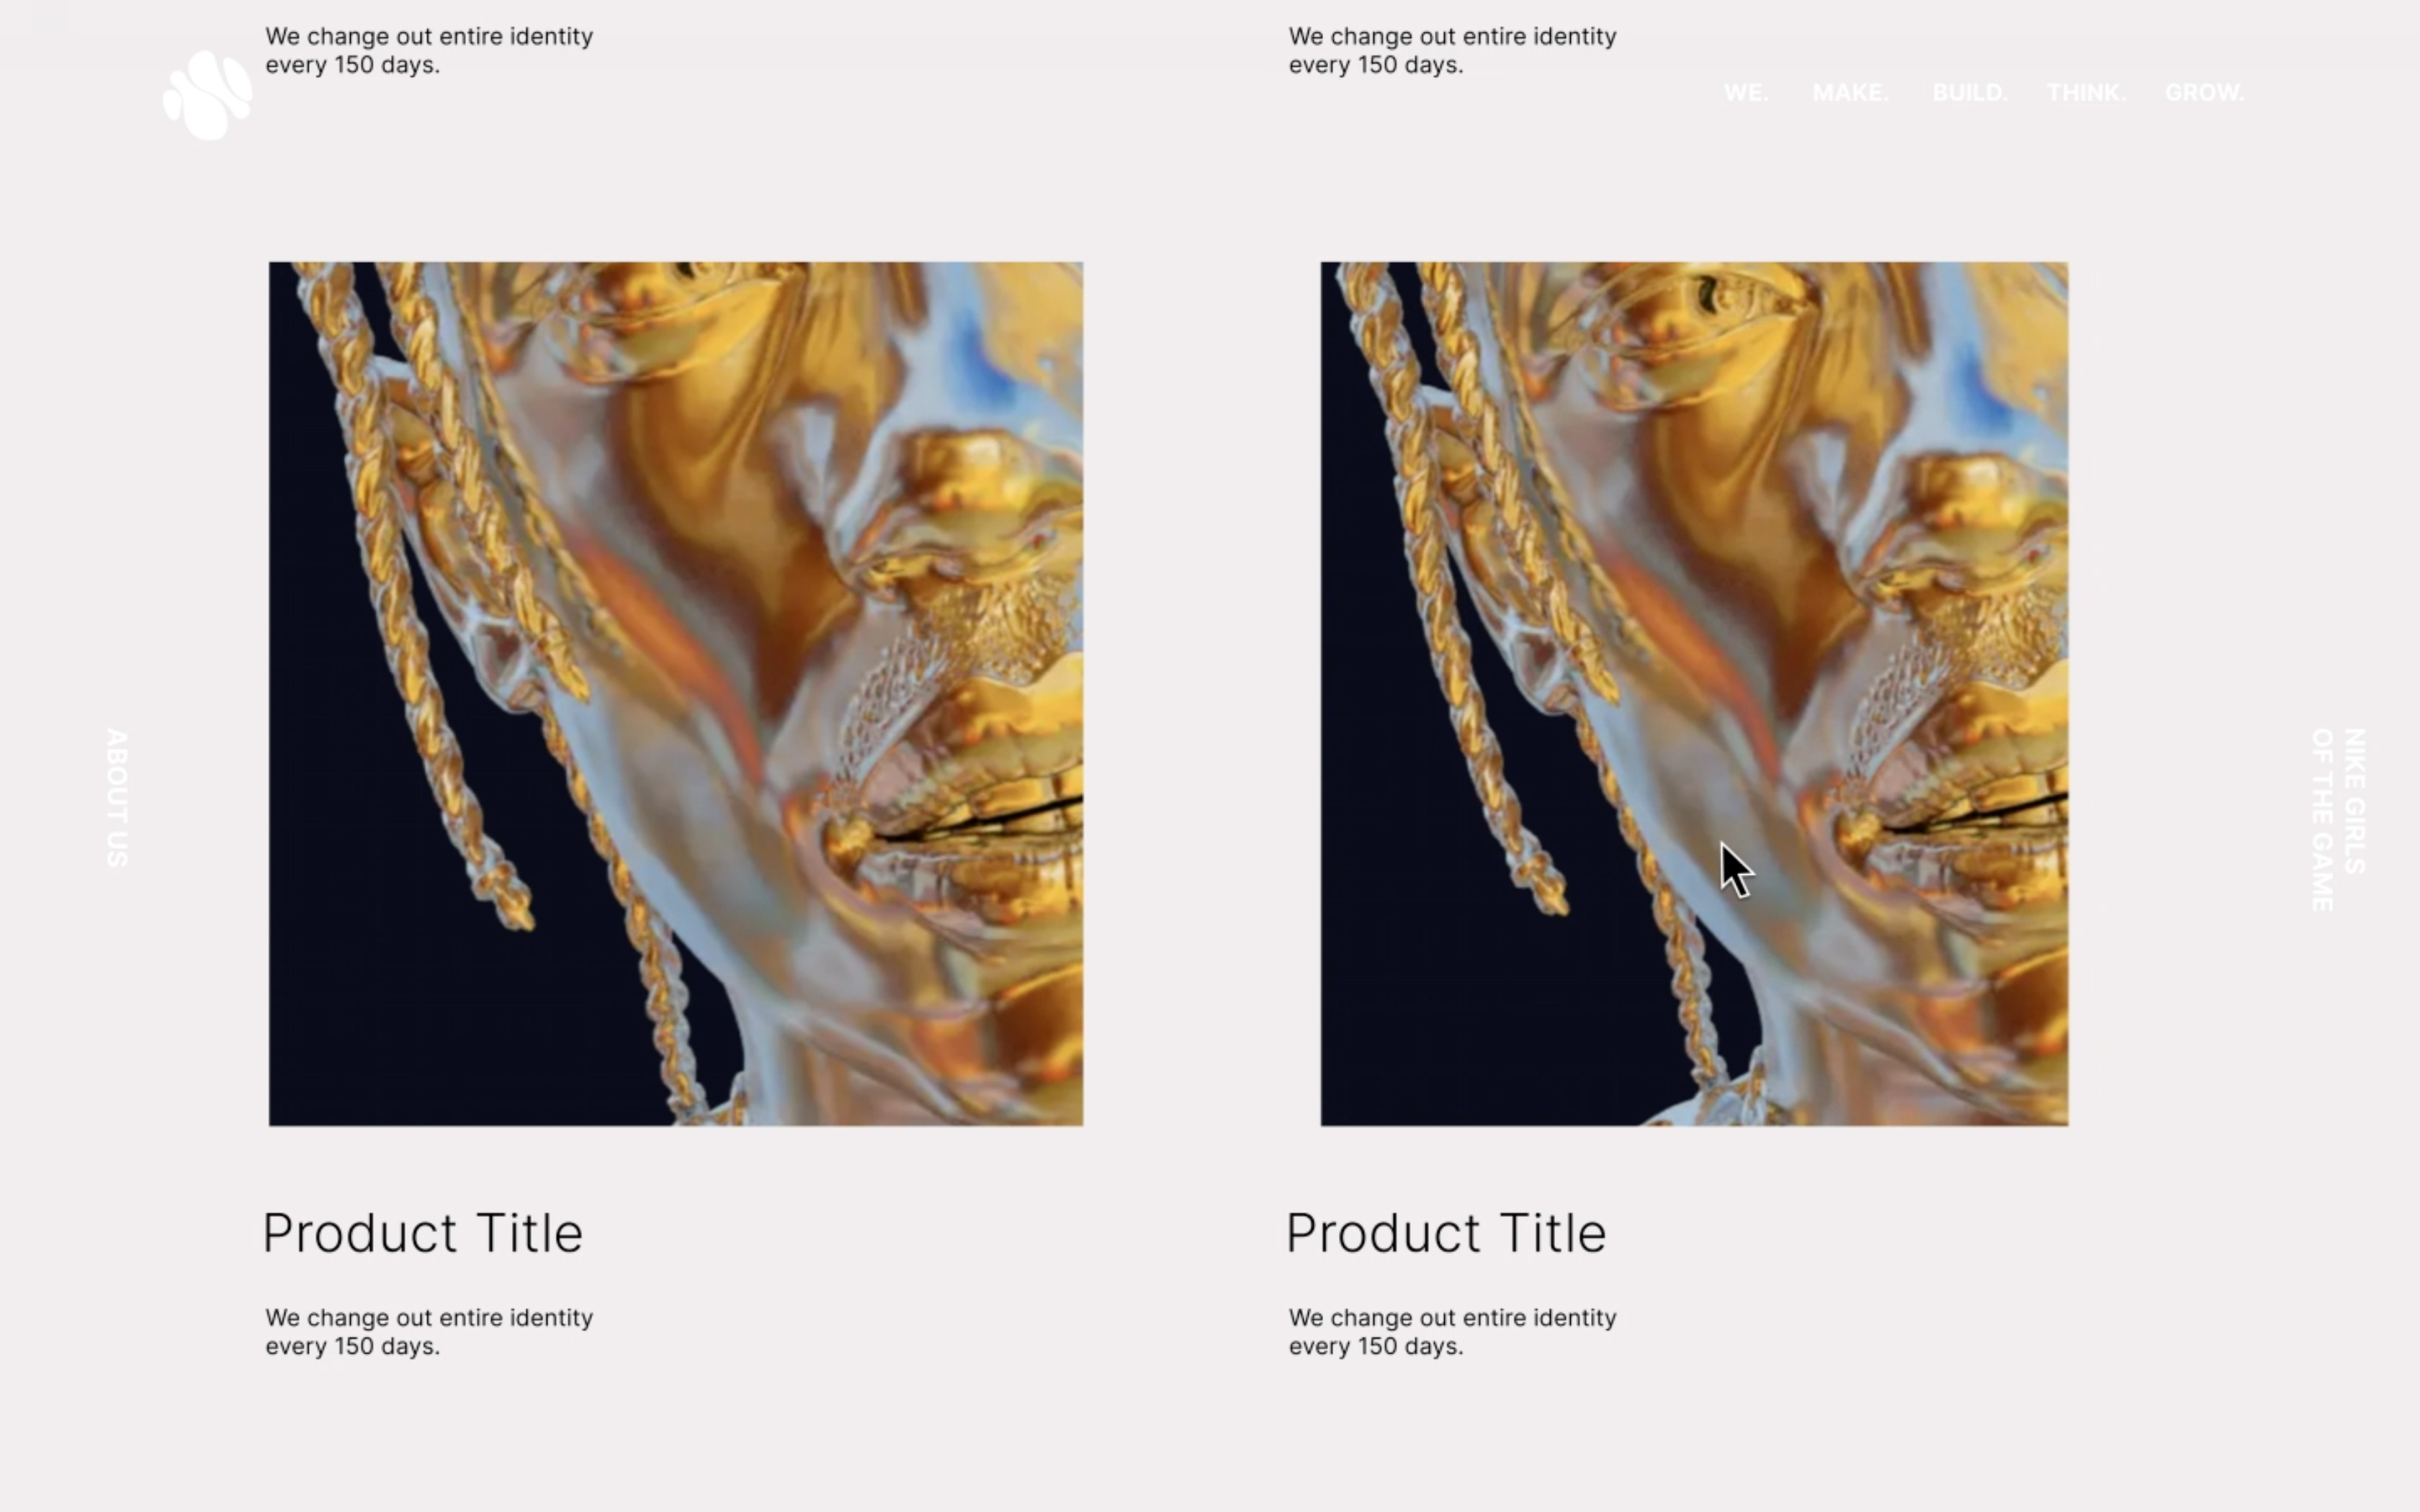 We change out entire identity
every 150 days.
We change out entire identity
every 150 days.
WE. MAKE. BUILD. THINK. GROW.
ABOUT US
NIKE GIRLS
OF THE GAME
Product Title
Product Title
We change out entire identity
every 150 days.
We change out entire identity
every 150 days.